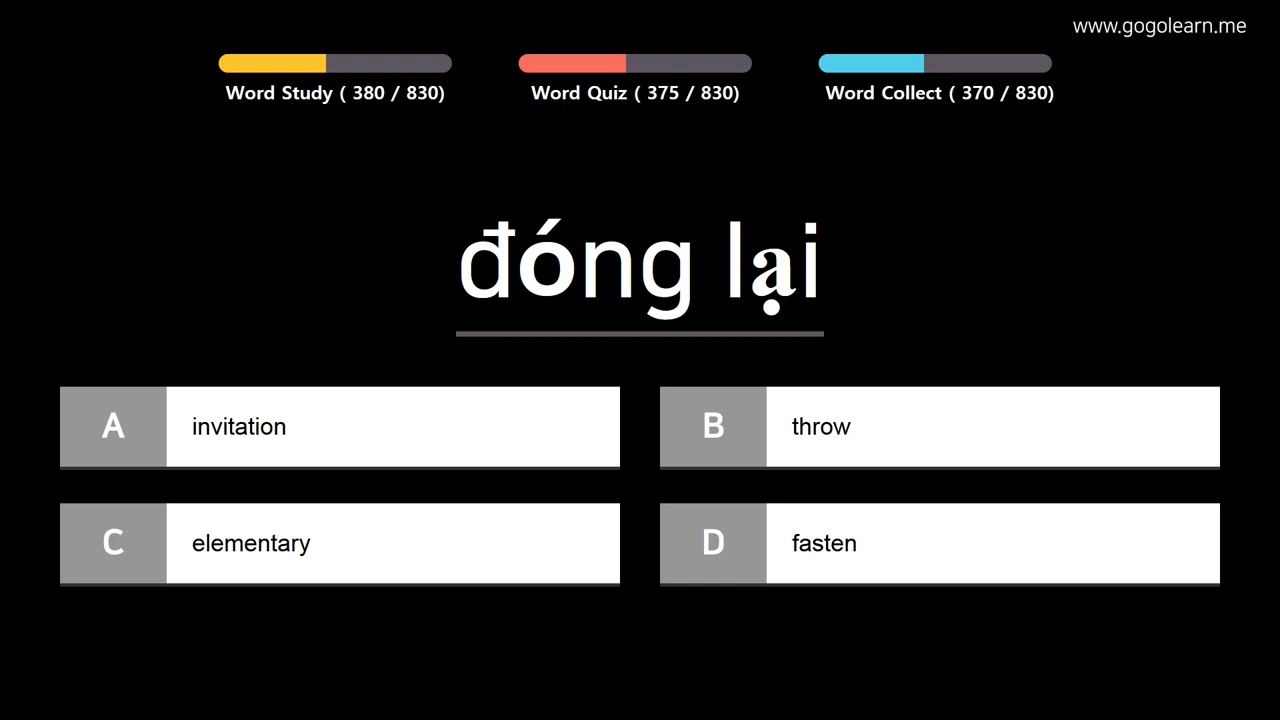 www.gogolearn.me
Word Study ( 380 / 830)
Word Quiz ( 375 / 830)
Word Collect ( 370 / 830)
đóng lại
A invitation
B throw
C elementary
D fasten